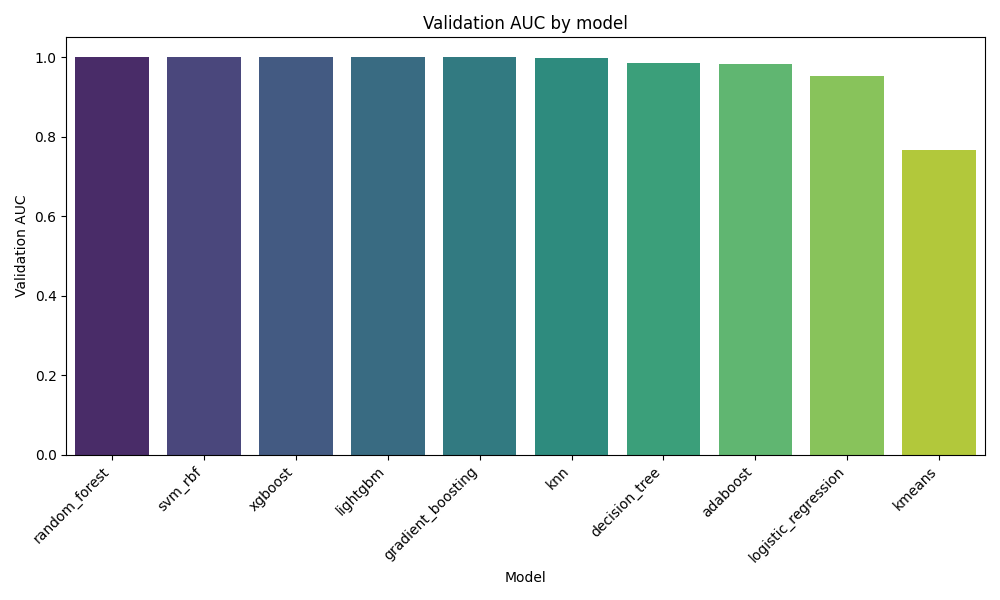 Validation AUC by model
Validation AUC
1.0
0.8
0.6
0.4
0.2
0.0
random_forest
svm_rbf
xgboost
lightgbm
gradient_boosting
knn
decision_tree
adaboost
logistic_regression
kmeans
Model